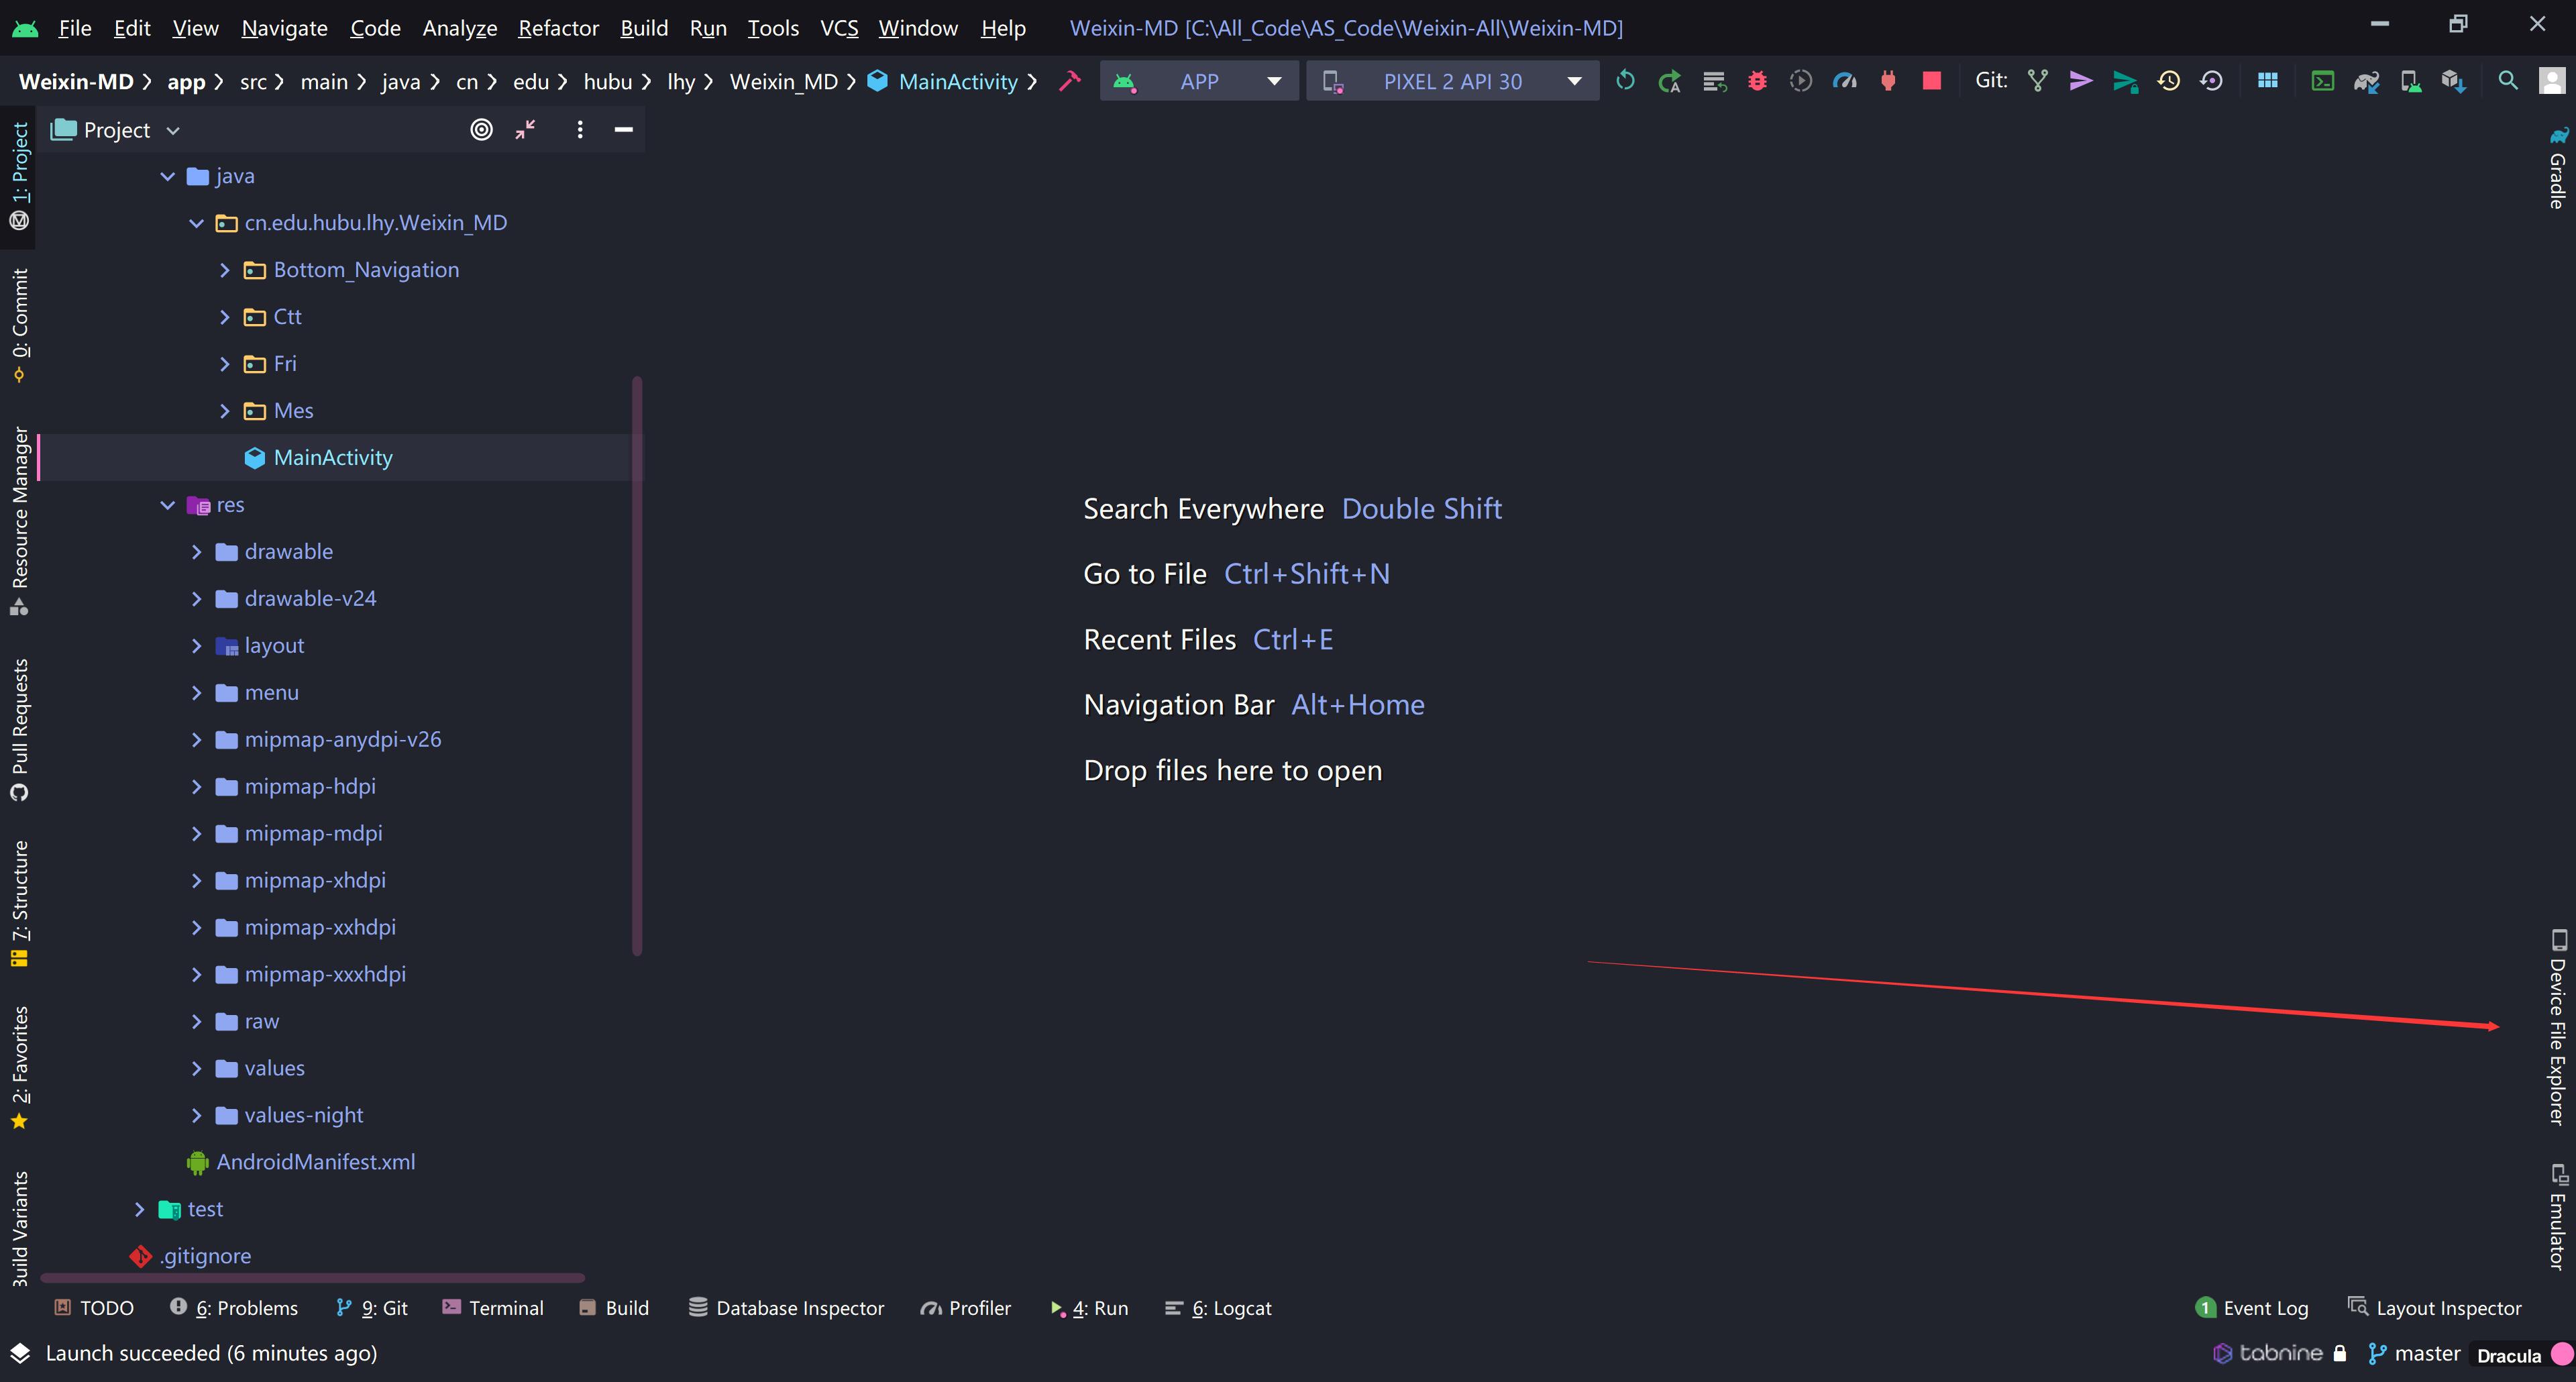 File Edit View Navigate Code Analyze Refactor Build Run Tools VCS Window Help Weixin-MD [C:\All_Code\AS_Code\Weixin-All\Weixin-MD]
Weixin-MD app src main java cn edu hubu lhy Weixin_MD MainActivity APP PIXEL 2 API 30 Git:
Project
java
cn.edu.hubu.lhy.Weixin_MD
Bottom_Navigation
Ctt
Fri
Mes
MainActivity
res
drawable
drawable-v24
layout
menu
mipmap-anydpi-v26
mipmap-hdpi
mipmap-mdpi
mipmap-xhdpi
mipmap-xxhdpi
mipmap-xxxhdpi
raw
values
values-night
AndroidManifest.xml
test
.gitignore
1: Project
0: Commit
Resource Manager
Pull Requests
7: Structure
2: Favorites
Build Variants
Search Everywhere Double Shift
Go to File Ctrl+Shift+N
Recent Files Ctrl+E
Navigation Bar Alt+Home
Drop files here to open
Gradle
Device File Explorer
Emulator
TODO 6: Problems 9: Git Terminal Build Database Inspector Profiler 4: Run 6: Logcat 1 Event Log Layout Inspector
Launch succeeded (6 minutes ago) tabnine master Dracula